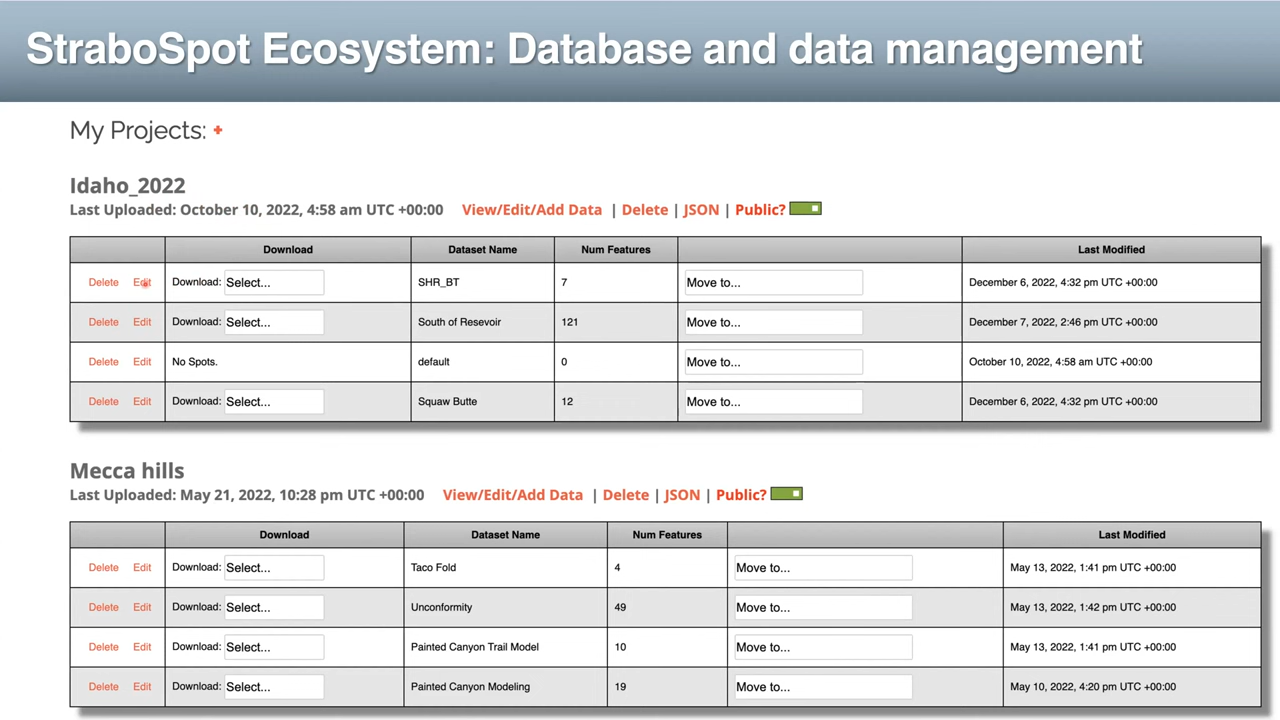 StraboSpot Ecosystem: Database and data management
My Projects: +
Idaho_2022
Last Uploaded: October 10, 2022, 4:58 am UTC +00:00 View/Edit/Add Data | Delete | JSON | Public?
Download Dataset Name Num Features Last Modified
Delete Edit Download: Select... SHR_BT 7 Move to... December 6, 2022, 4:32 pm UTC +00:00
Delete Edit Download: Select... South of Resevoir 121 Move to... December 7, 2022, 2:46 pm UTC +00:00
Delete Edit No Spots. default 0 Move to... October 10, 2022, 4:58 am UTC +00:00
Delete Edit Download: Select... Squaw Butte 12 Move to... December 6, 2022, 4:32 pm UTC +00:00
Mecca hills
Last Uploaded: May 21, 2022, 10:28 pm UTC +00:00 View/Edit/Add Data | Delete | JSON | Public?
Download Dataset Name Num Features Last Modified
Delete Edit Download: Select... Taco Fold 4 Move to... May 13, 2022, 1:41 pm UTC +00:00
Delete Edit Download: Select... Unconformity 49 Move to... May 13, 2022, 1:42 pm UTC +00:00
Delete Edit Download: Select... Painted Canyon Trail Model 10 Move to... May 13, 2022, 1:41 pm UTC +00:00
Delete Edit Download: Select... Painted Canyon Modeling 19 Move to... May 10, 2022, 4:20 pm UTC +00:00